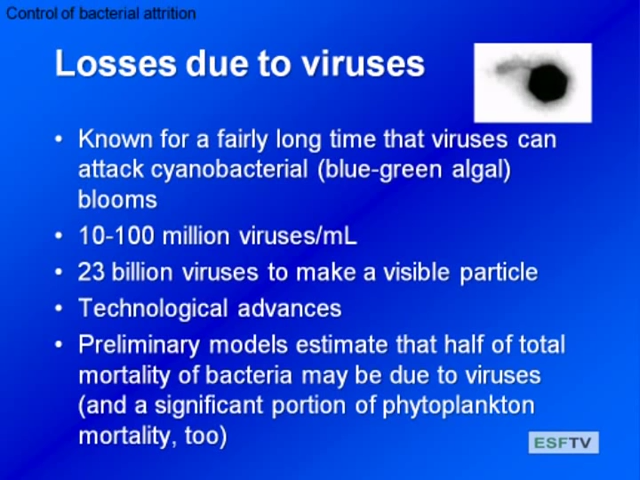 Control of bacterial attrition
Losses due to viruses
• Known for a fairly long time that viruses can
attack cyanobacterial (blue-green algal)
blooms
• 10-100 million viruses/mL
• 23 billion viruses to make a visible particle
• Technological advances
• Preliminary models estimate that half of total
mortality of bacteria may be due to viruses
(and a significant portion of phytoplankton
mortality, too)
ESFTV